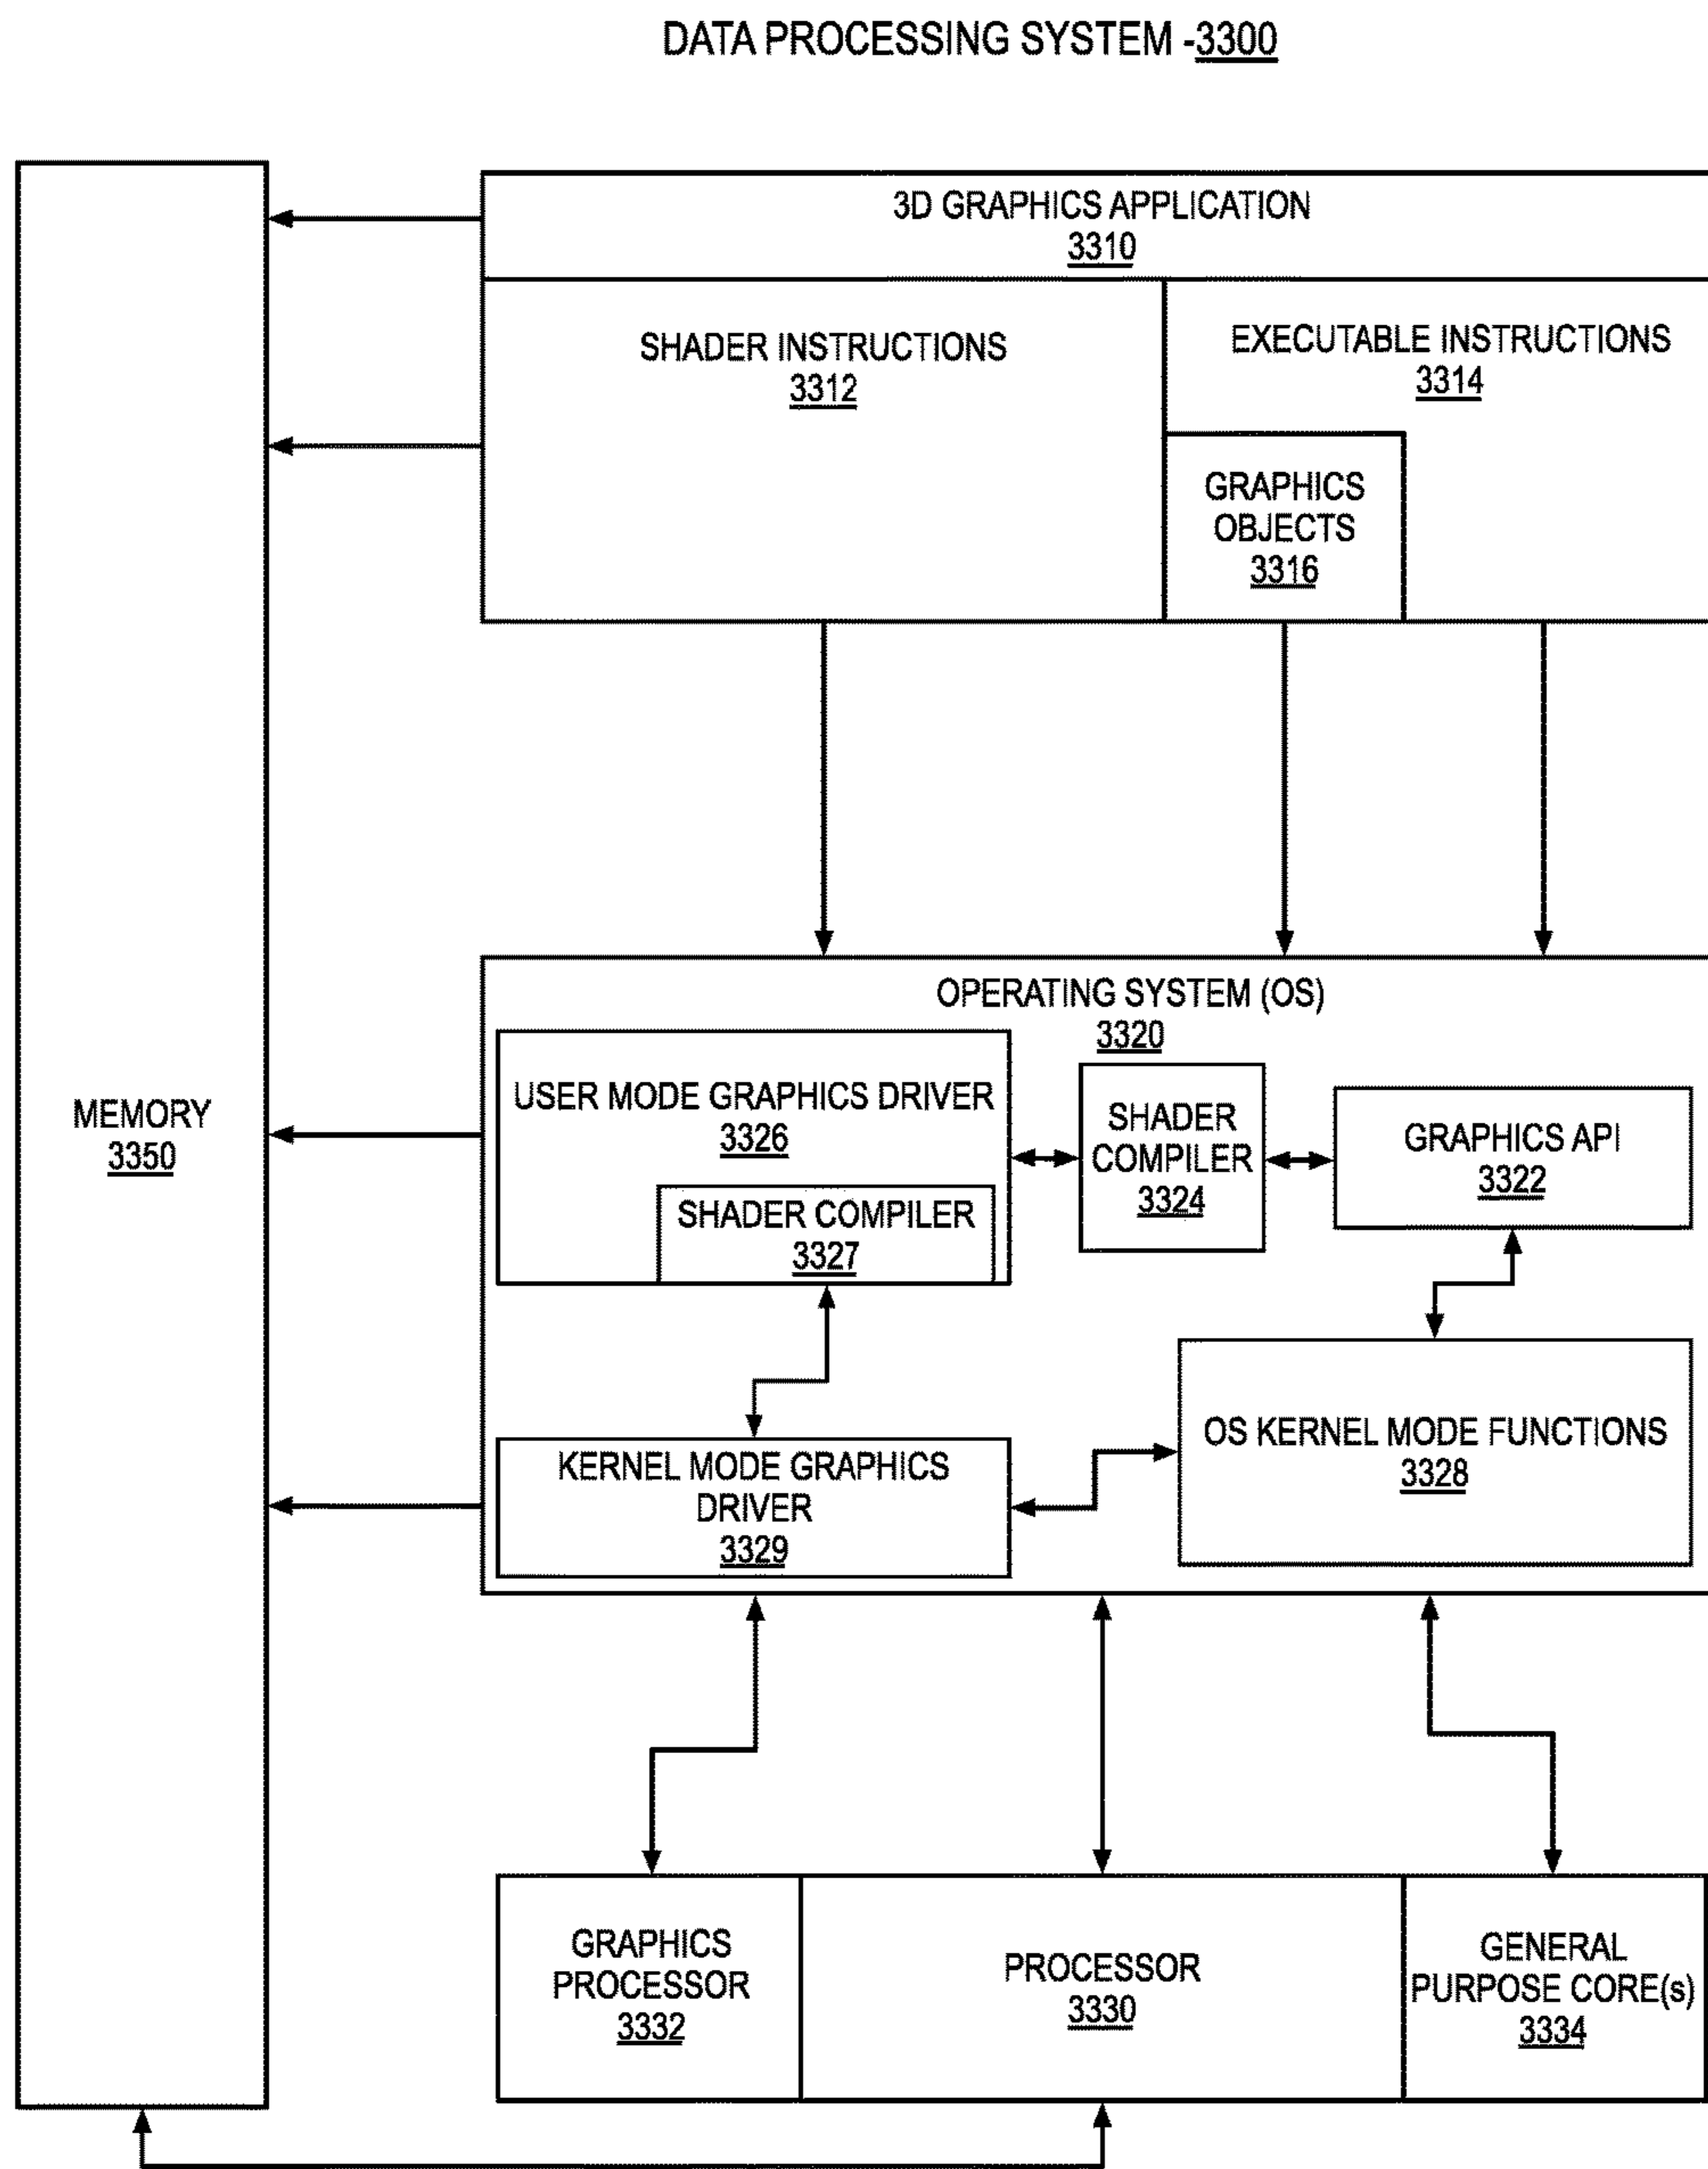 DATA PROCESSING SYSTEM -3300
3D GRAPHICS APPLICATION
3310
SHADER INSTRUCTIONS
3312
EXECUTABLE INSTRUCTIONS
3314
GRAPHICS
OBJECTS
3316
MEMORY
3350
OPERATING SYSTEM (OS)
3320
USER MODE GRAPHICS DRIVER
3326
SHADER COMPILER
3327
SHADER
COMPILER
3324
GRAPHICS API
3322
KERNEL MODE GRAPHICS
DRIVER
3329
OS KERNEL MODE FUNCTIONS
3328
GRAPHICS
PROCESSOR
3332
PROCESSOR
3330
GENERAL
PURPOSE CORE(s)
3334